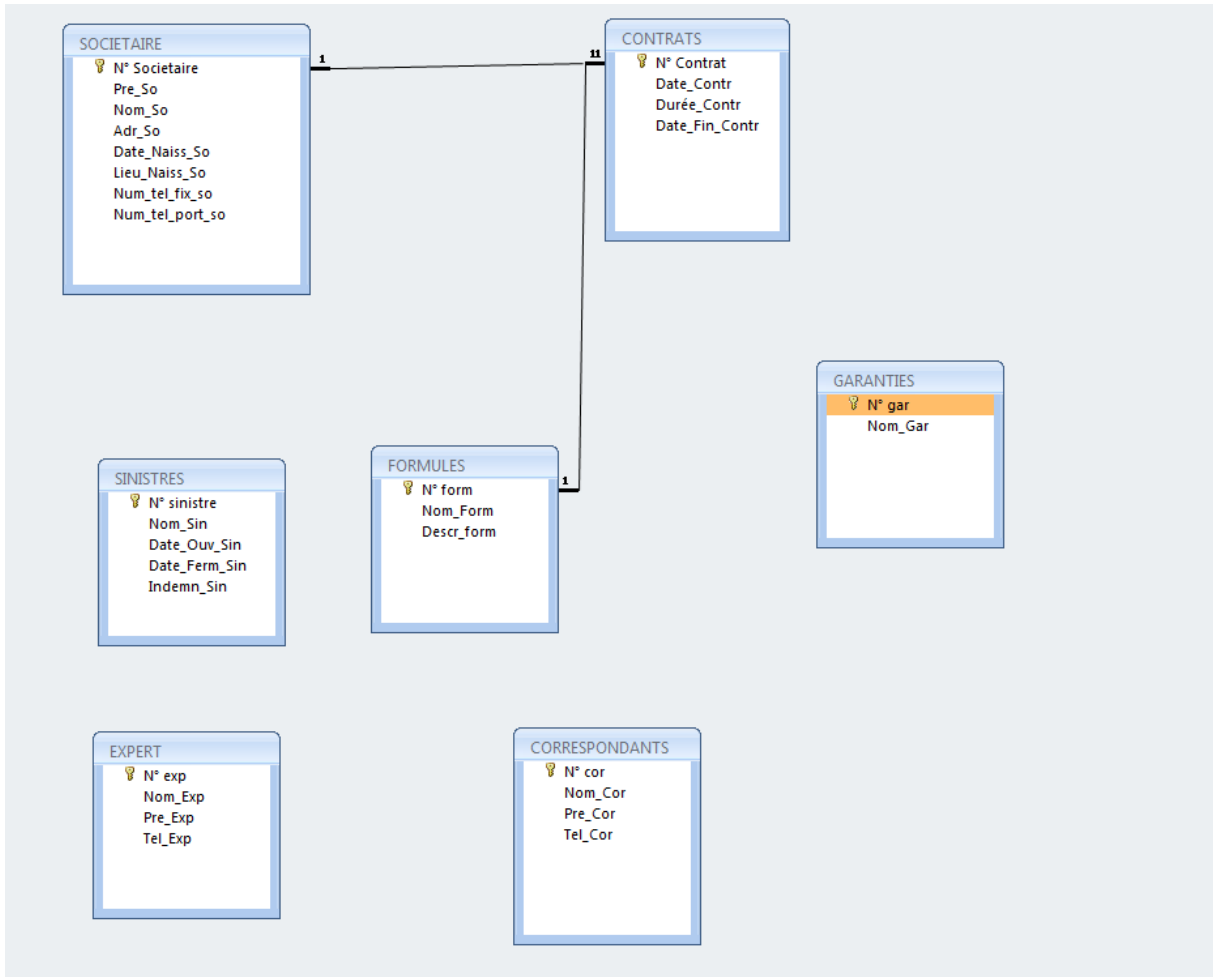 SOCIETAIRE
N° Societaire
Pre_So
Nom_So
Adr_So
Date_Naiss_So
Lieu_Naiss_So
Num_tel_fix_so
Num_tel_port_so
1
11
CONTRATS
N° Contrat
Date_Contr
Durée_Contr
Date_Fin_Contr
GARANTIES
N° gar
Nom_Gar
SINISTRES
N° sinistre
Nom_Sin
Date_Ouv_Sin
Date_Ferm_Sin
Indemn_Sin
FORMULES
N° form
Nom_Form
Descr_form
1
EXPERT
N° exp
Nom_Exp
Pre_Exp
Tel_Exp
CORRESPONDANTS
N° cor
Nom_Cor
Pre_Cor
Tel_Cor